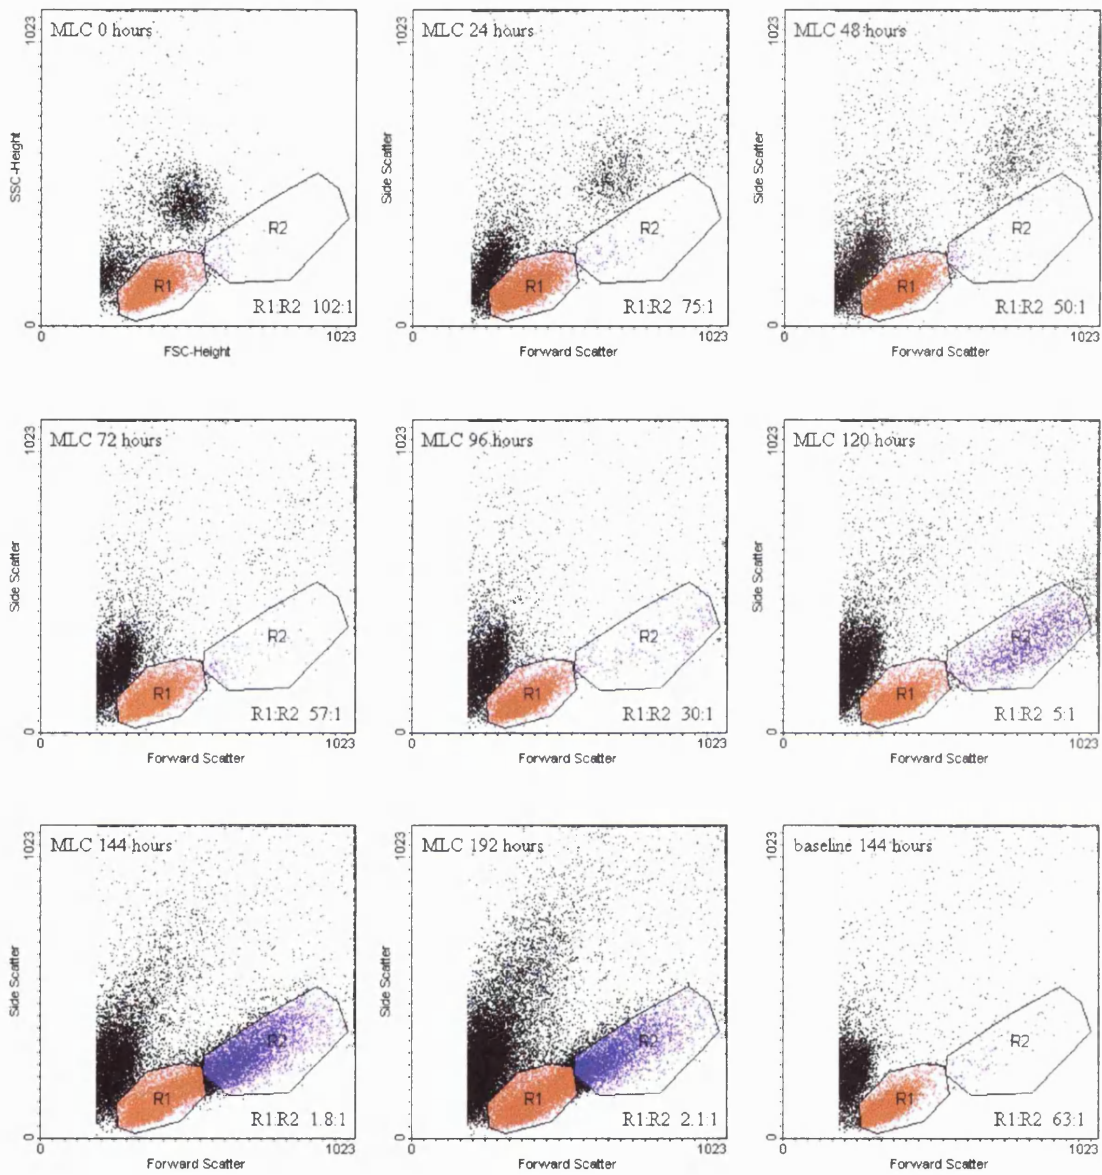 MLC 0 hours
1023
SSC-Height
R2
R1
R1:R2 102:1
0
0
1023
FSC-Height
MLC 24 hours
1023
Side Scatter
R2
R1
R1:R2 75:1
0
0
1023
Forward Scatter
MLC 48 hours
1023
Side Scatter
R2
R1
R1:R2 50:1
0
0
1023
Forward Scatter
MLC 72 hours
1023
Side Scatter
R2
R1
R1:R2 57:1
0
0
1023
Forward Scatter
MLC 96 hours
1023
Side Scatter
R2
R1
R1:R2 30:1
0
0
1023
Forward Scatter
MLC 120 hours
1023
Side Scatter
R2
R1
R1:R2 5:1
0
0
1023
Forward Scatter
MLC 144 hours
1023
Side Scatter
R2
R1
R1:R2 1.8:1
0
0
1023
Forward Scatter
MLC 192 hours
1023
Side Scatter
R2
R1
R1:R2 2.1:1
0
0
1023
Forward Scatter
baseline 144 hours
1023
Side Scatter
R2
R1
R1:R2 63:1
0
0
1023
Forward Scatter